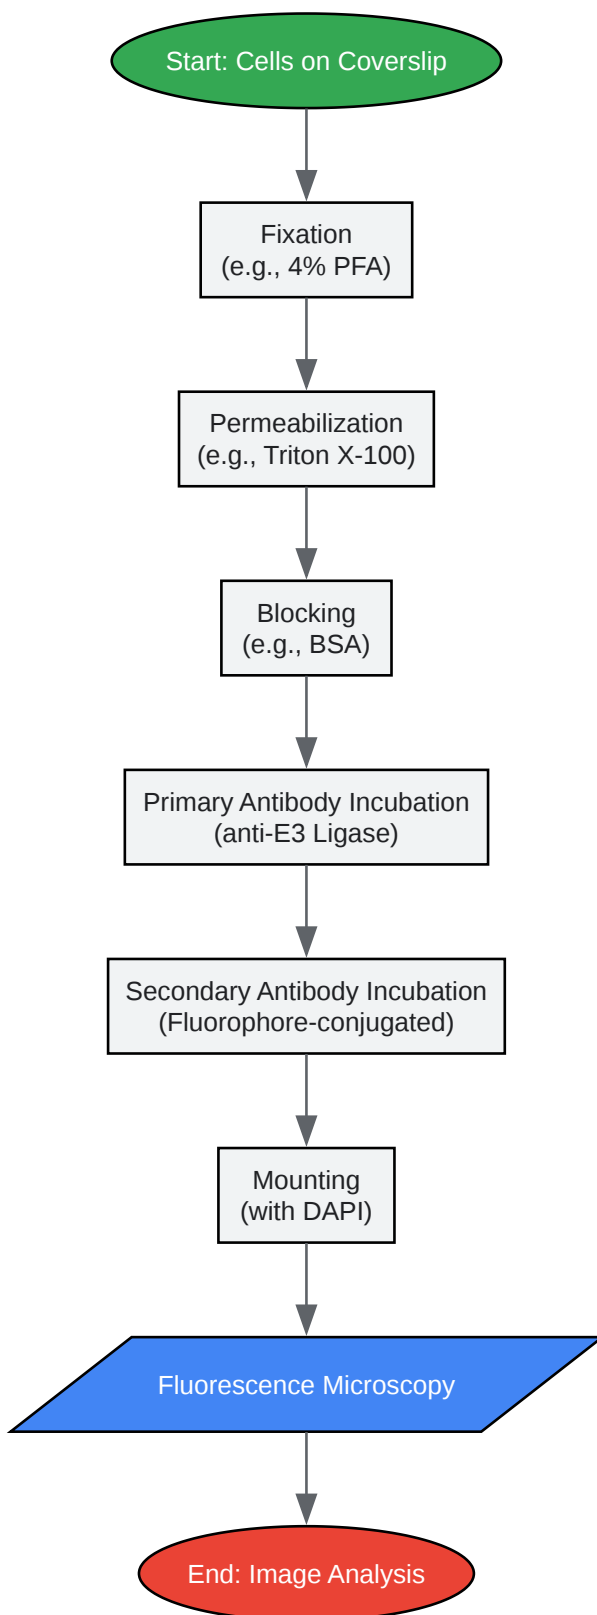 Start: Cells on Coverslip
Fixation
(e.g., 4% PFA)
Permeabilization
(e.g., Triton X-100)
Blocking
(e.g., BSA)
Primary Antibody Incubation
(anti-E3 Ligase)
Secondary Antibody Incubation
(Fluorophore-conjugated)
Mounting
(with DAPI)
Fluorescence Microscopy
End: Image Analysis